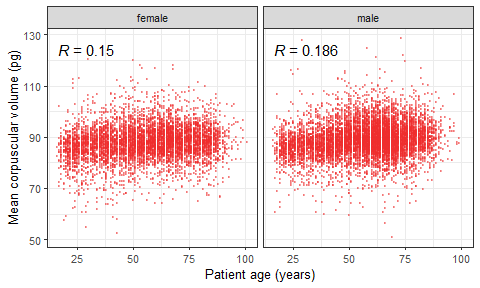 female
male
R = 0.15
R = 0.186
130
110
90
70
50
Mean corpuscular volume (pg)
25
50
75
100
25
50
75
100
Patient age (years)